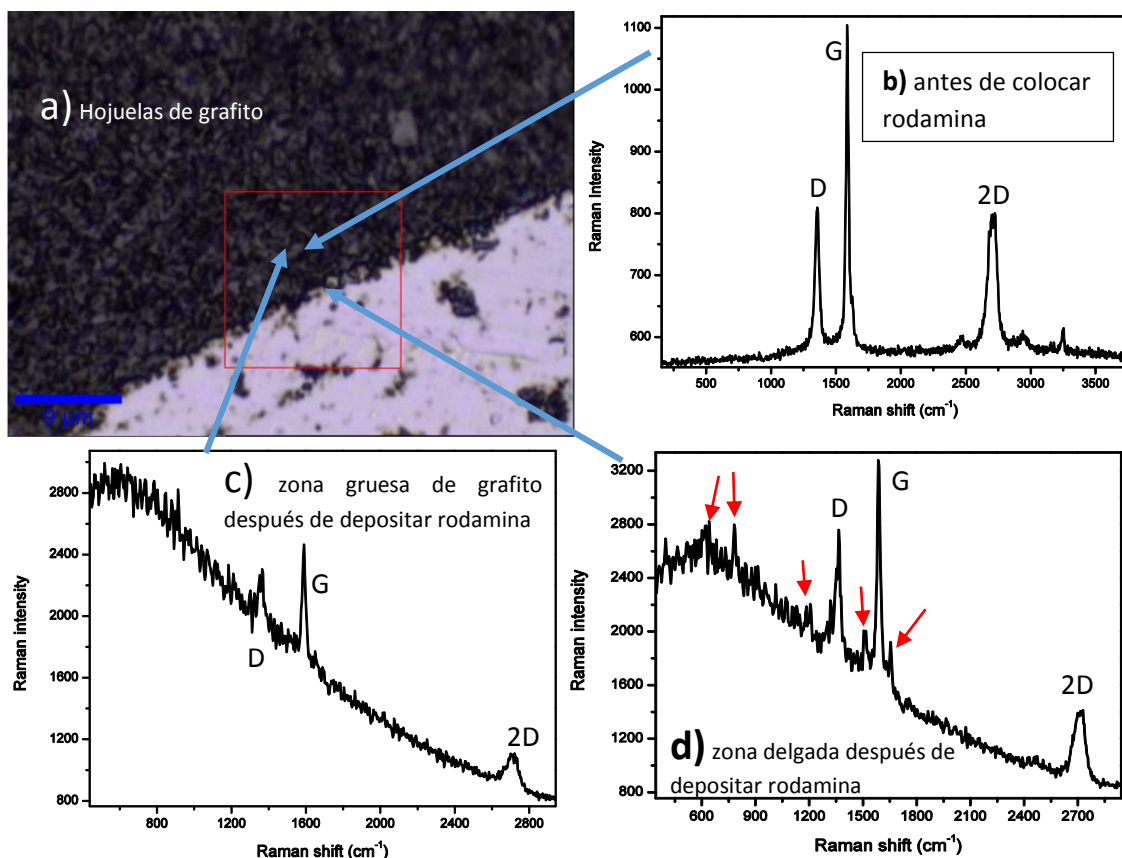 a) Hojuelas de grafito
9 µm
b) antes de colocar
rodamina
G
D
2D
1100
1000
900
800
700
600
Raman Intensity
500 1000 1500 2000 2500 3000 3500
Raman shift (cm-1)
c) zona gruesa de grafito
después de depositar rodamina
G
D
2D
2800
2400
2000
1600
1200
800
Raman intensity
800 1200 1600 2000 2400 2800
Raman shift (cm-1)
G
D
2D
d) zona delgada después de
depositar rodamina
3200
2800
2400
2000
1600
1200
800
Raman intensity
600 900 1200 1500 1800 2100 2400 2700
Raman shift (cm-1)